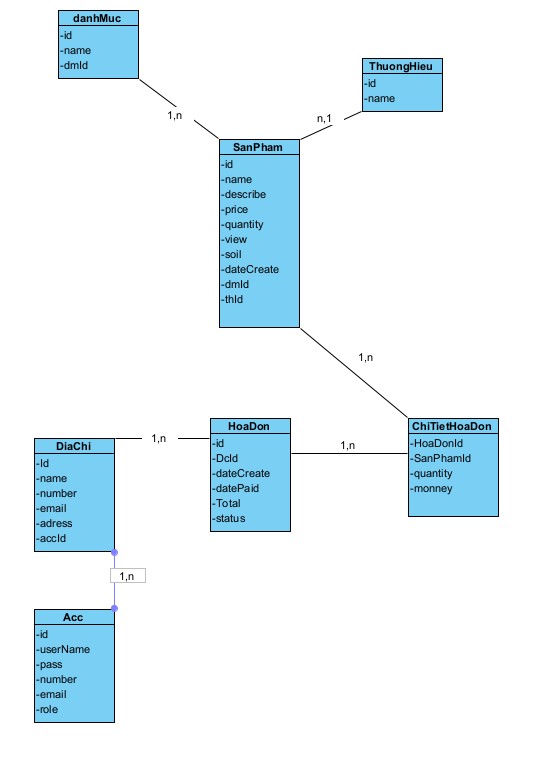 danhMuc
-id
-name
-dmId
ThuongHieu
-id
-name
1,n
n,1
SanPham
-id
-name
-describe
-price
-quantity
-view
-soil
-dateCreate
-dmId
-thId
1,n
DiaChi
-Id
-name
-number
-email
-adress
-accId
1,n
HoaDon
-id
-DcId
-dateCreate
-datePaid
-Total
-status
1,n
ChiTietHoaDon
-HoaDonId
-SanPhamId
-quantity
-monney
1,n
Acc
-id
-userName
-pass
-number
-email
-role